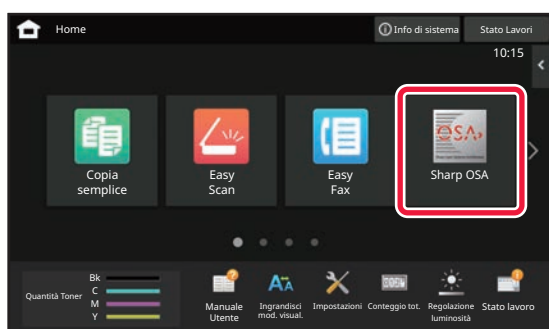 Home
Info di sistema
Stato Lavori
10:15
Copia
semplice
Easy
Scan
Easy
Fax
OSA
Sharp OSA
Quantità Toner
Bk
C
M
Y
Manuale
Utente
Ingrandisci
mod. visual.
Impostazioni
Conteggio tot.
Regolazione
luminosità
Stato lavoro